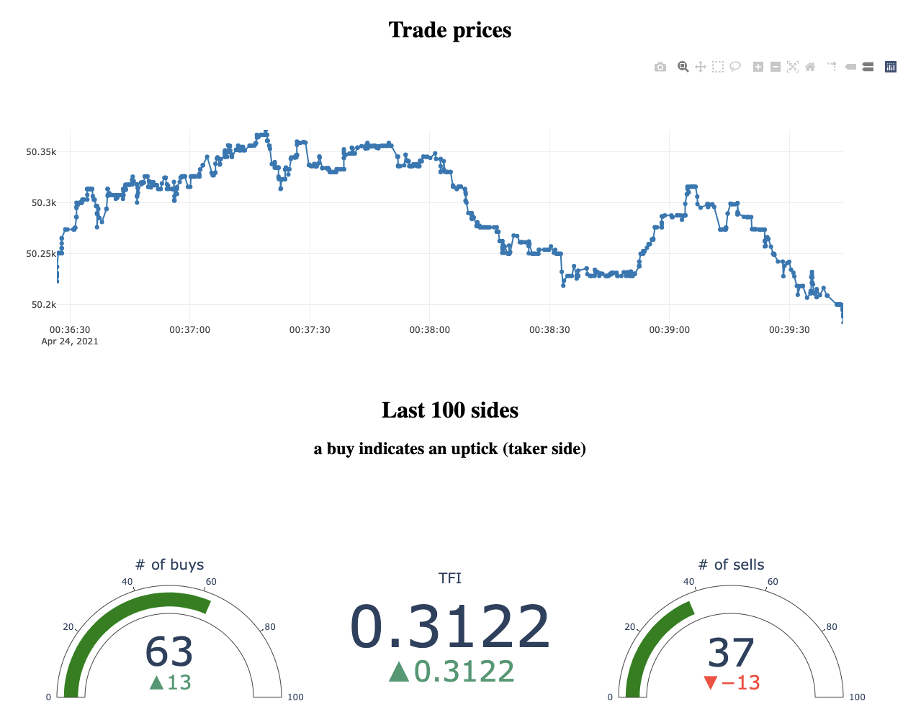 Trade prices
50.35k
50.3k
50.25k
50.2k
00:36:30 00:37:00 00:37:30 00:38:00 00:38:30 00:39:00 00:39:30
Apr 24, 2021
Last 100 sides
a buy indicates an uptick (taker side)
# of buys
0 20 40 60 80 100
63
▲13
TFI
0.3122
▲0.3122
# of sells
0 20 40 60 80 100
37
▼−13